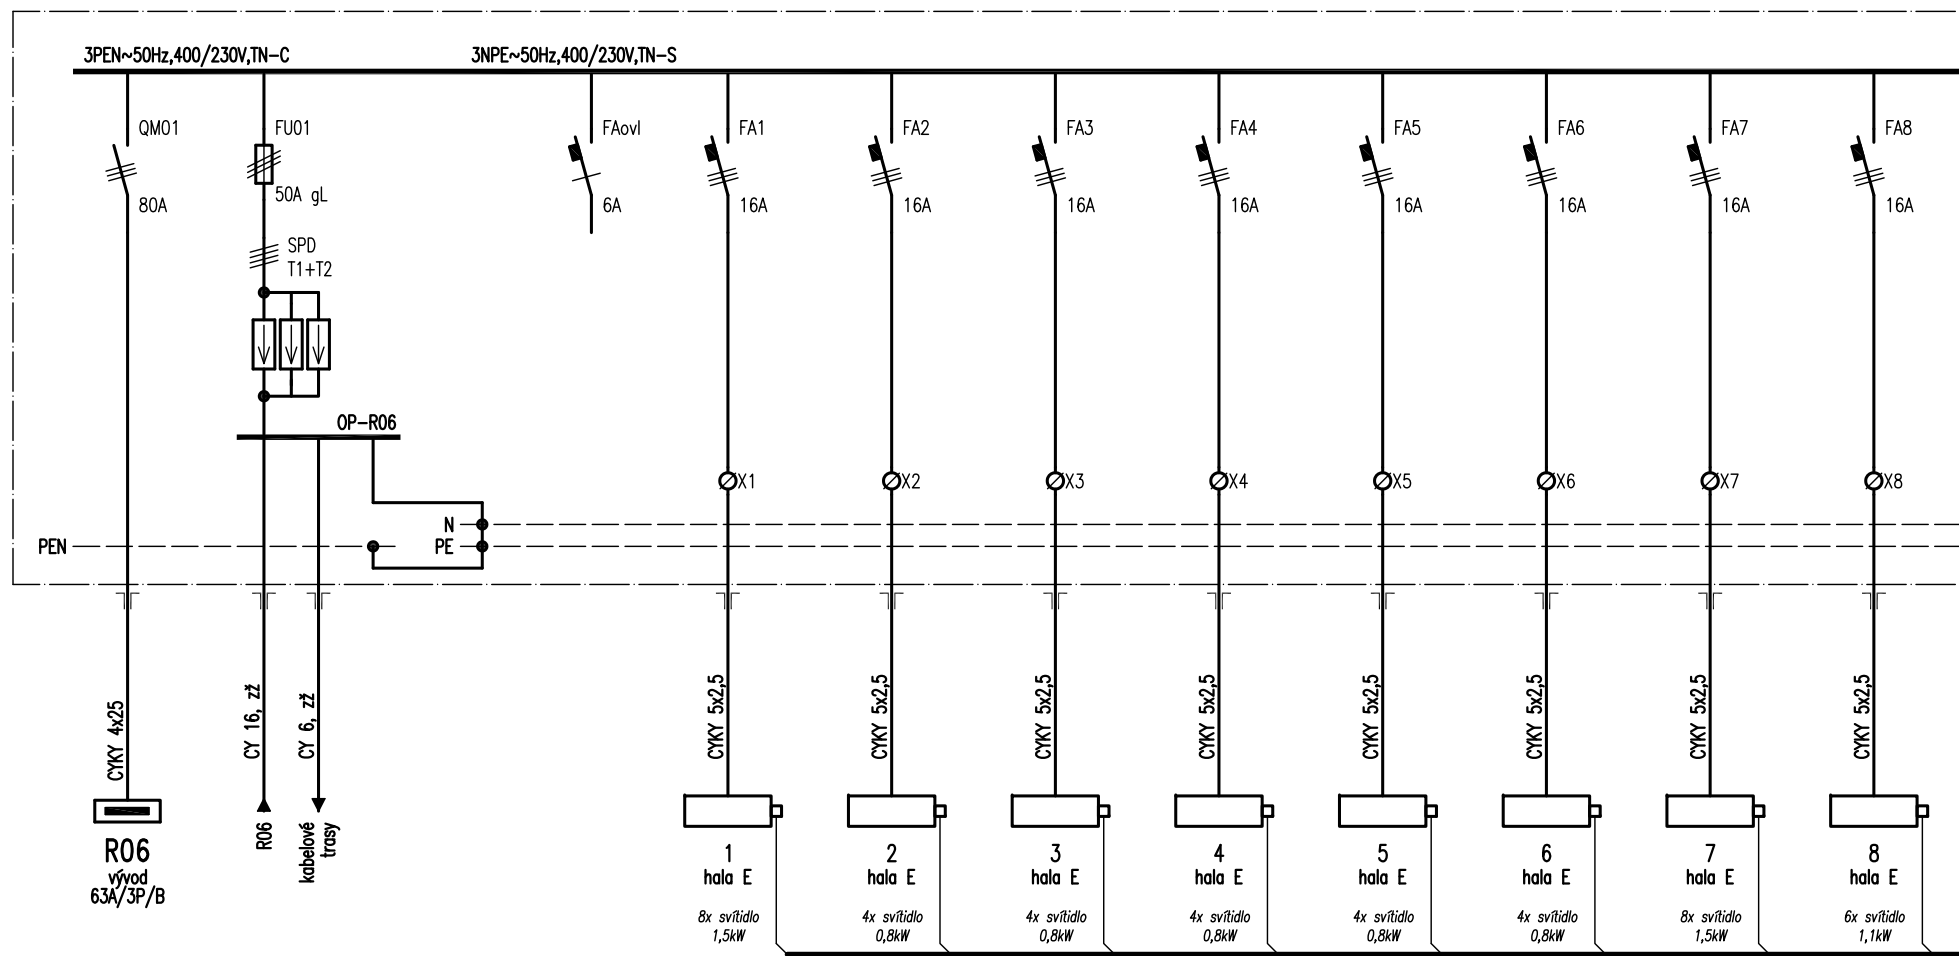 3PEN~50Hz,400/230V,TN-C
3NPE~50Hz,400/230V,TN-S
QM01
80A
FU01
50A gL
SPD
T1+T2
FAovl
6A
FA1
16A
FA2
16A
FA3
16A
FA4
16A
FA5
16A
FA6
16A
FA7
16A
FA8
16A
OP-R06
X1
X2
X3
X4
X5
X6
X7
X8
N
PEN
PE
CYKY 4x25
CY 16, zž
CY 6, zž
CYKY 5x2,5
CYKY 5x2,5
CYKY 5x2,5
CYKY 5x2,5
CYKY 5x2,5
CYKY 5x2,5
CYKY 5x2,5
CYKY 5x2,5
R06
vývod
63A/3P/B
R06
kabelové
trasy
1
hala E
8x svítidlo
1,5kW
2
hala E
4x svítidlo
0,8kW
3
hala E
4x svítidlo
0,8kW
4
hala E
4x svítidlo
0,8kW
5
hala E
4x svítidlo
0,8kW
6
hala E
4x svítidlo
0,8kW
7
hala E
8x svítidlo
1,5kW
8
hala E
6x svítidlo
1,1kW